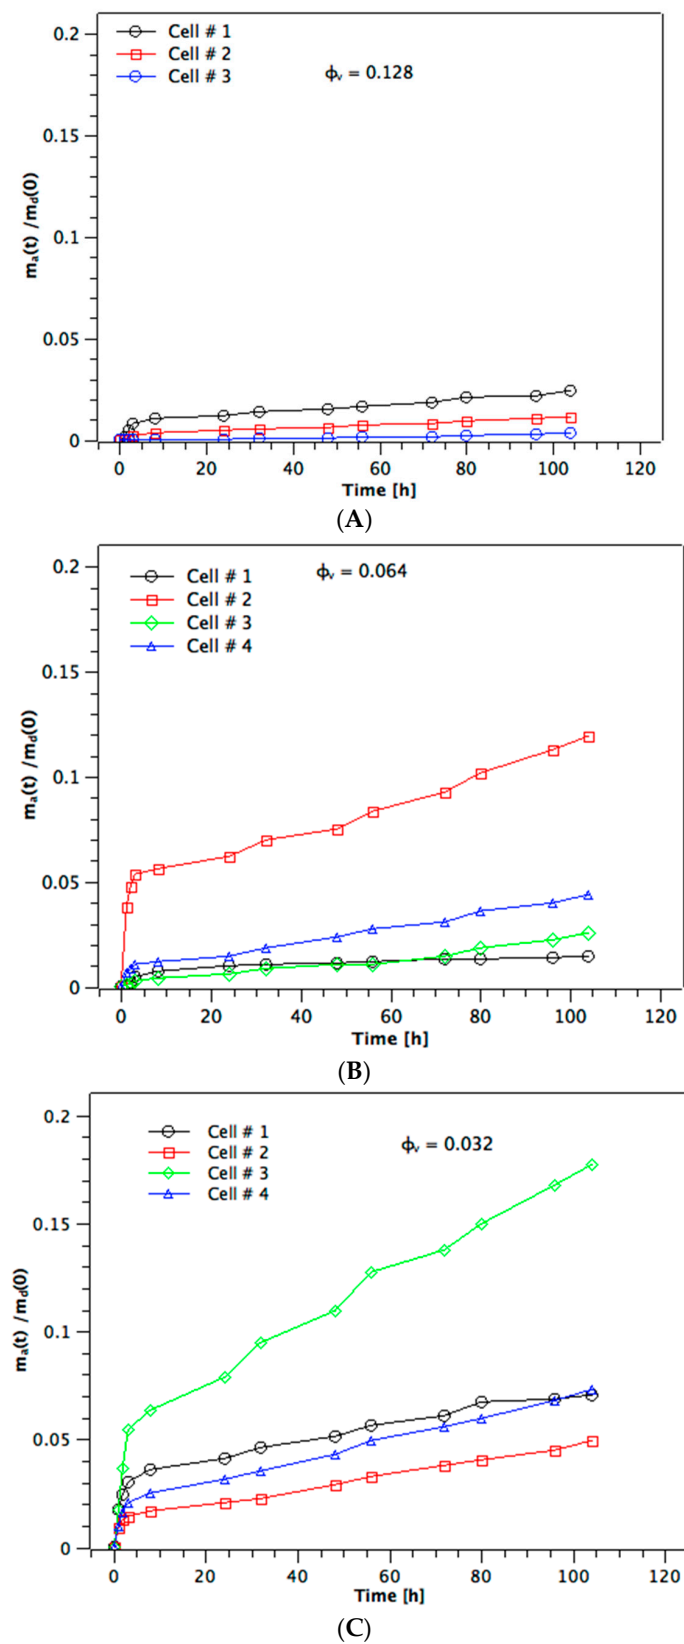 0.2
Cell # 1
Cell # 2
Cell # 3
ϕᵥ = 0.128
0.15
0.1
0.05
0
mₐ(t) /m_d(0)
0 20 40 60 80 100 120
Time [h]
(A)
0.2
ϕᵥ = 0.064
Cell # 1
Cell # 2
Cell # 3
Cell # 4
0.15
0.1
0.05
0
mₐ(t) /m_d(0)
0 20 40 60 80 100 120
Time [h]
(B)
0.2
Cell # 1
ϕᵥ = 0.032
Cell # 2
Cell # 3
Cell # 4
0.15
0.1
0.05
0
mₐ(t) /m_d(0)
0 20 40 60 80 100 120
Time [h]
(C)